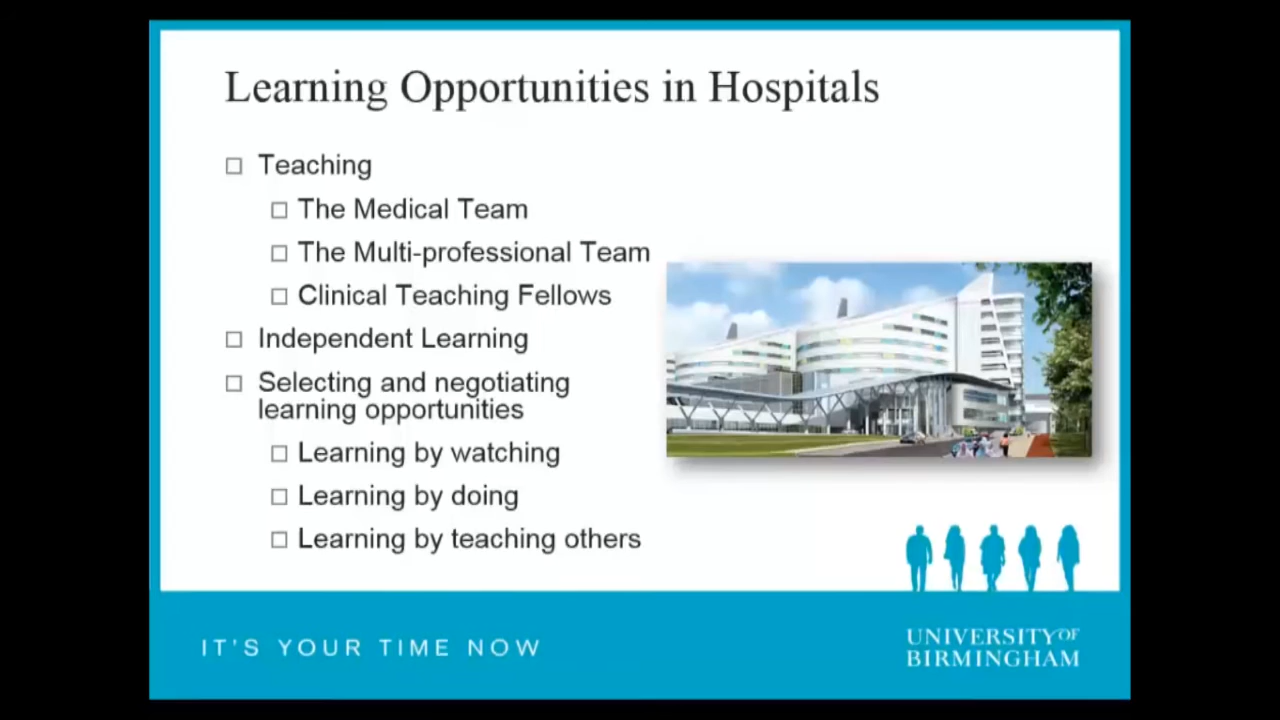 Learning Opportunities in Hospitals
Teaching
The Medical Team
The Multi-professional Team
Clinical Teaching Fellows
Independent Learning
Selecting and negotiating
learning opportunities
Learning by watching
Learning by doing
Learning by teaching others
IT'S YOUR TIME NOW
UNIVERSITY OF
BIRMINGHAM